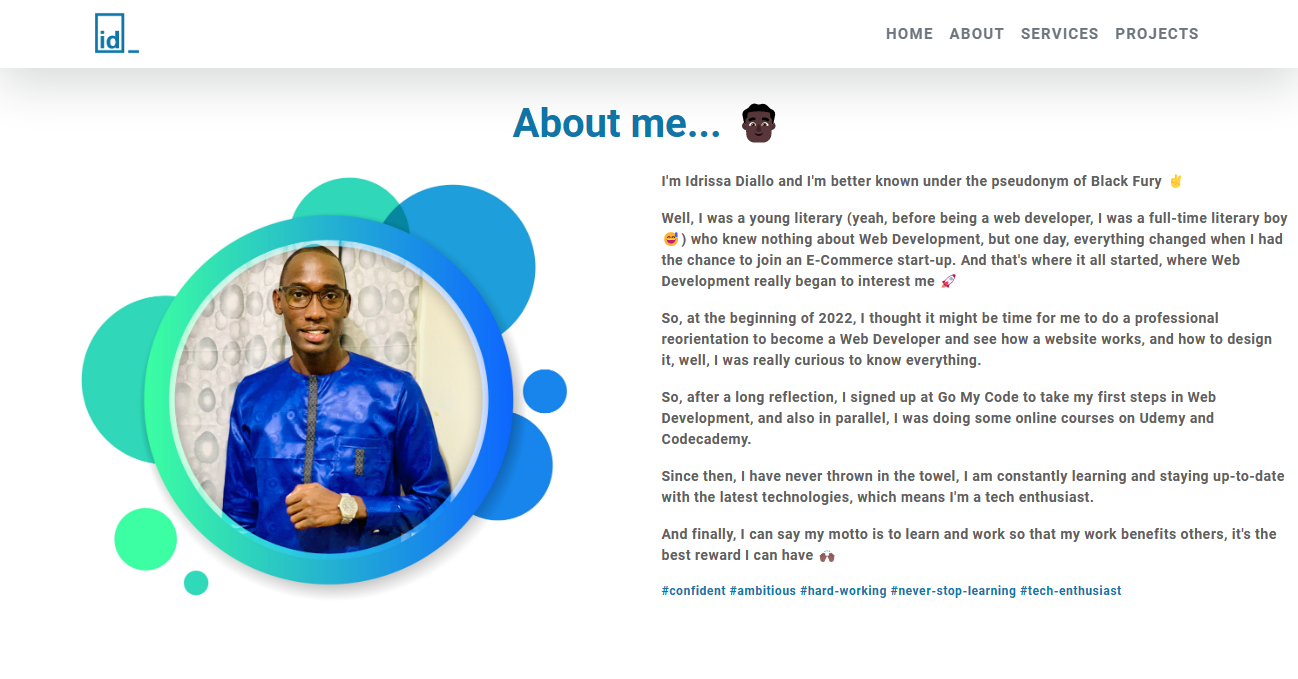 id_
HOME ABOUT SERVICES PROJECTS
About me...
I'm Idrissa Diallo and I'm better known under the pseudonym of Black Fury ✌
Well, I was a young literary (yeah, before being a web developer, I was a full-time literary boy
😅 ) who knew nothing about Web Development, but one day, everything changed when I had
the chance to join an E-Commerce start-up. And that's where it all started, where Web
Development really began to interest me 🚀
So, at the beginning of 2022, I thought it might be time for me to do a professional
reorientation to become a Web Developer and see how a website works, and how to design
it, well, I was really curious to know everything.
So, after a long reflection, I signed up at Go My Code to take my first steps in Web
Development, and also in parallel, I was doing some online courses on Udemy and
Codecademy.
Since then, I have never thrown in the towel, I am constantly learning and staying up-to-date
with the latest technologies, which means I'm a tech enthusiast.
And finally, I can say my motto is to learn and work so that my work benefits others, it's the
best reward I can have 🙌🏿
#confident #ambitious #hard-working #never-stop-learning #tech-enthusiast